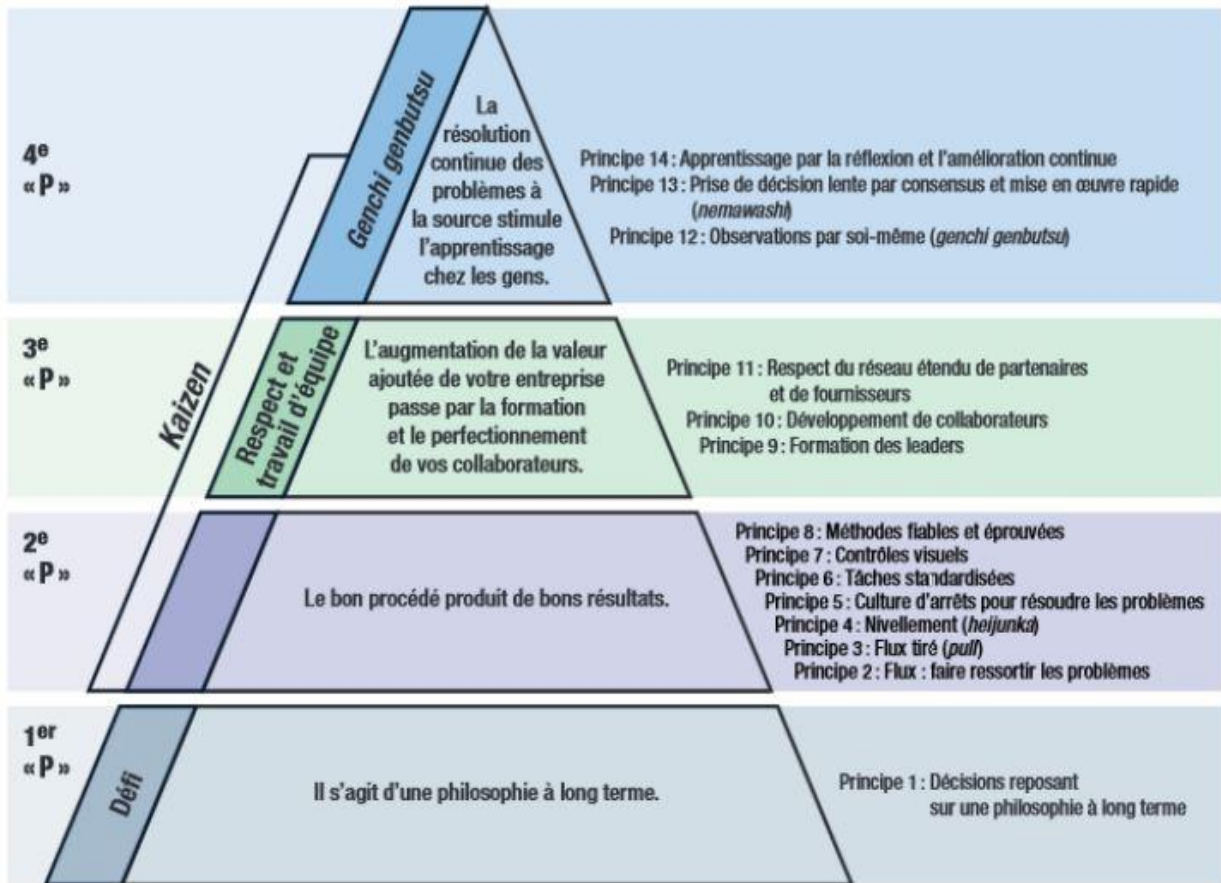 4e
« P »
Genchi genbutsu
La
résolution
continue des
problèmes à
la source stimule
l'apprentissage
chez les gens.
Principe 14 : Apprentissage par la réflexion et l'amélioration continue
Principe 13 : Prise de décision lente par consensus et mise en œuvre rapide
(nemawashi)
Principe 12 : Observations par soi-même (genchi genbutsu)
Kaizen
3e
« P »
Respect et
travail d'équipe
L'augmentation de la valeur
ajoutée de votre entreprise
passe par la formation
et le perfectionnement
de vos collaborateurs.
Principe 11 : Respect du réseau étendu de partenaires
et de fournisseurs
Principe 10 : Développement de collaborateurs
Principe 9 : Formation des leaders
2e
« P »
Le bon procédé produit de bons résultats.
Principe 8 : Méthodes fiables et éprouvées
Principe 7 : Contrôles visuels
Principe 6 : Tâches standardisées
Principe 5 : Culture d'arrêts pour résoudre les problèmes
Principe 4 : Nivellement (heijunka)
Principe 3 : Flux tiré (pull)
Principe 2 : Flux : faire ressortir les problèmes
1er
« P »
Défi
Il s'agit d'une philosophie à long terme.
Principe 1 : Décisions reposant
sur une philosophie à long terme